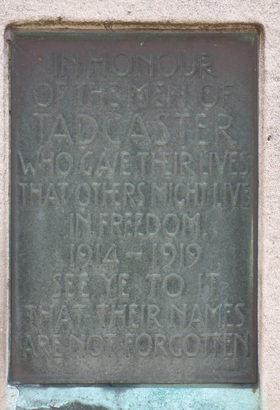 IN HONOUR
OF THE MEN OF
TADCASTER
WHO GAVE THEIR LIVES
THAT OTHERS MIGHT LIVE
IN FREEDOM.
1914 - 1919
SEE YE TO IT
THAT THEIR NAMES
ARE NOT FORGOTTEN